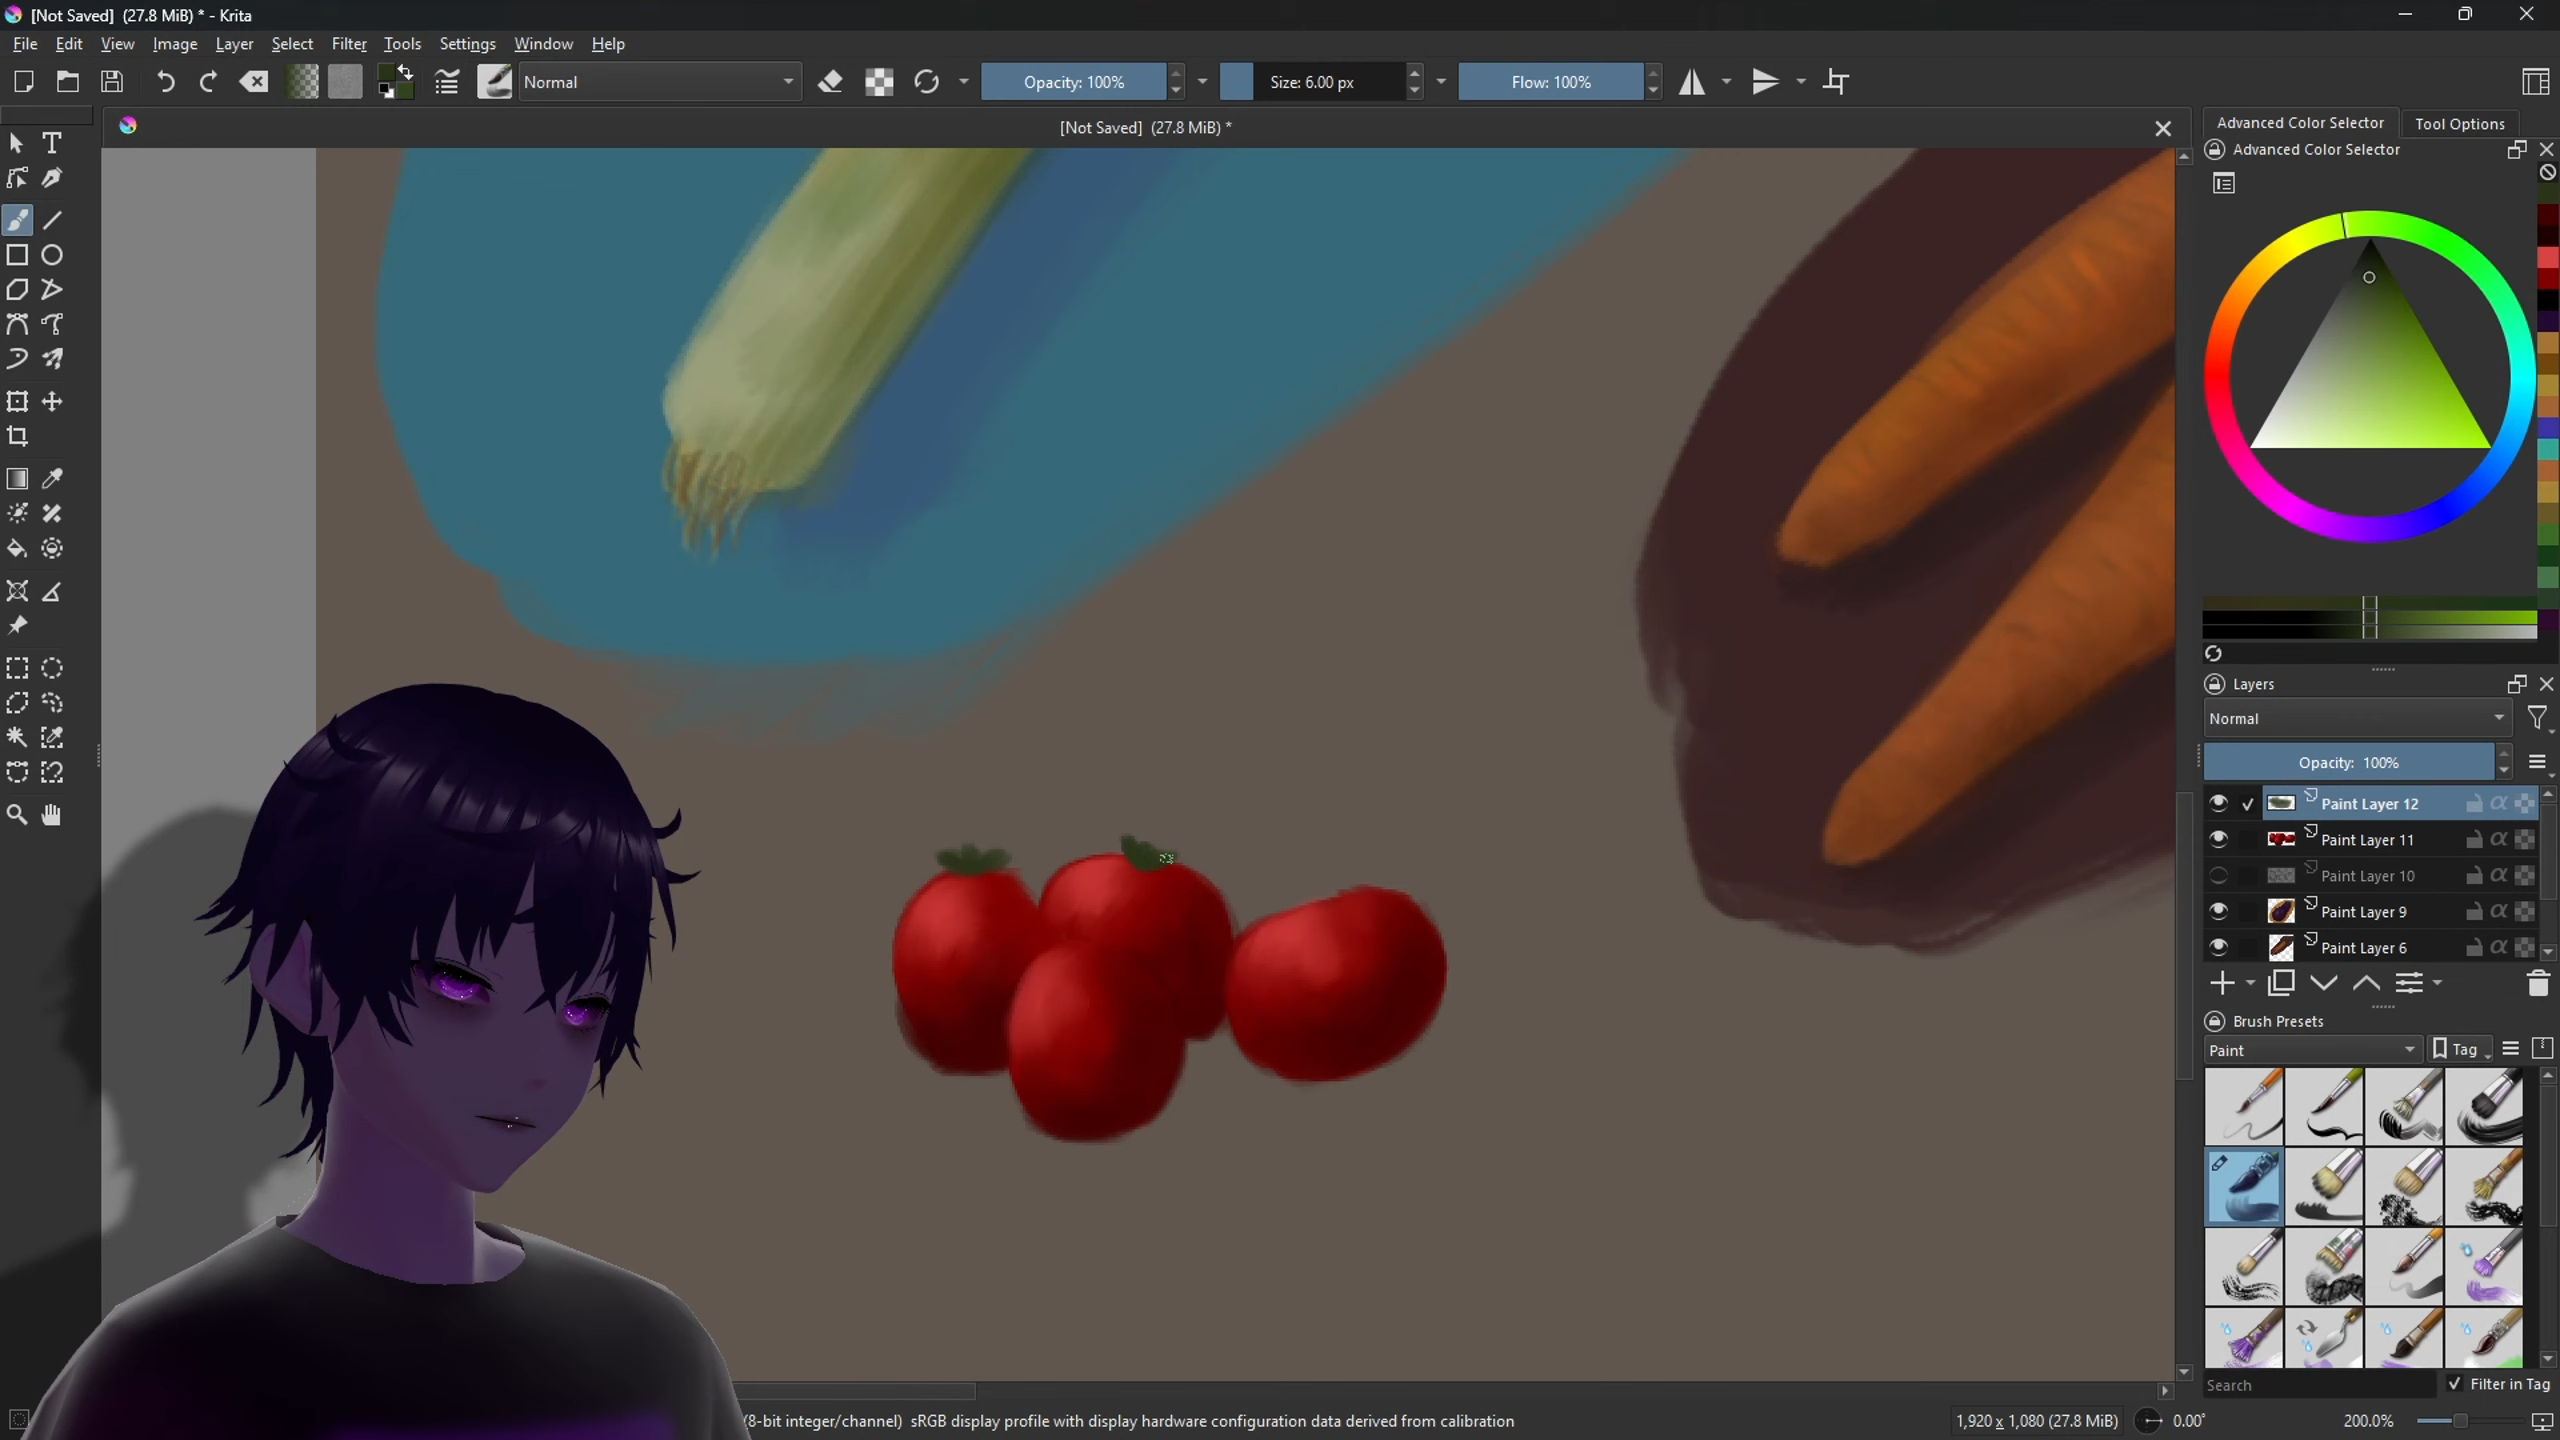 [Not Saved] (27.8 MiB) * - Krita
File Edit View Image Layer Select Filter Tools Settings Window Help
Normal
Opacity: 100%
Size: 6.00 px
Flow: 100%
[Not Saved] (27.8 MiB) *
Advanced Color Selector
Tool Options
Advanced Color Selector
Layers
Normal
Opacity: 100%
Paint Layer 12
Paint Layer 11
Paint Layer 10
Paint Layer 9
Paint Layer 6
Brush Presets
Paint
Tag
Search
Filter in Tag
(8-bit integer/channel) sRGB display profile with display hardware configuration data derived from calibration
1,920 x 1,080 (27.8 MiB)
0.00°
200.0%